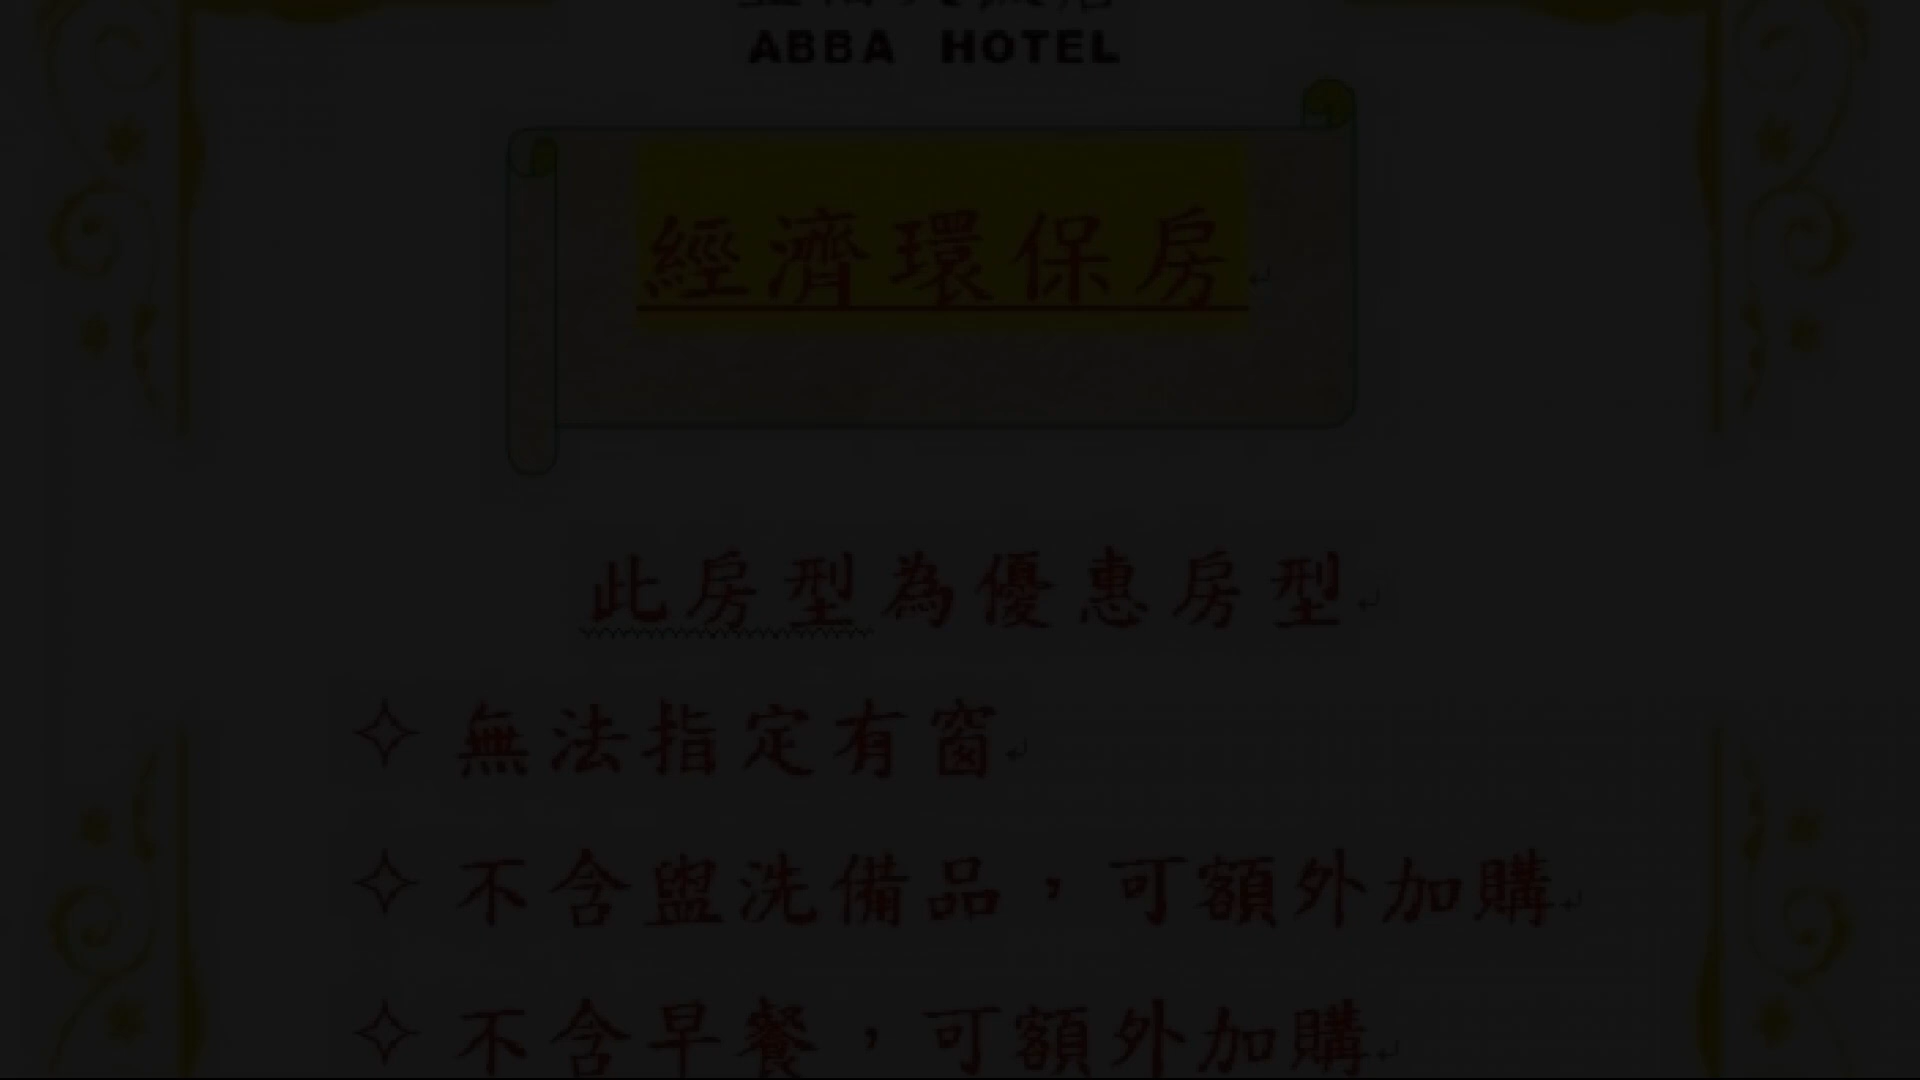 ABBA HOTEL
經濟環保房
此房型為優惠房型
無法指定有窗
不含盥洗備品，可額外加購
不含早餐，可額外加購